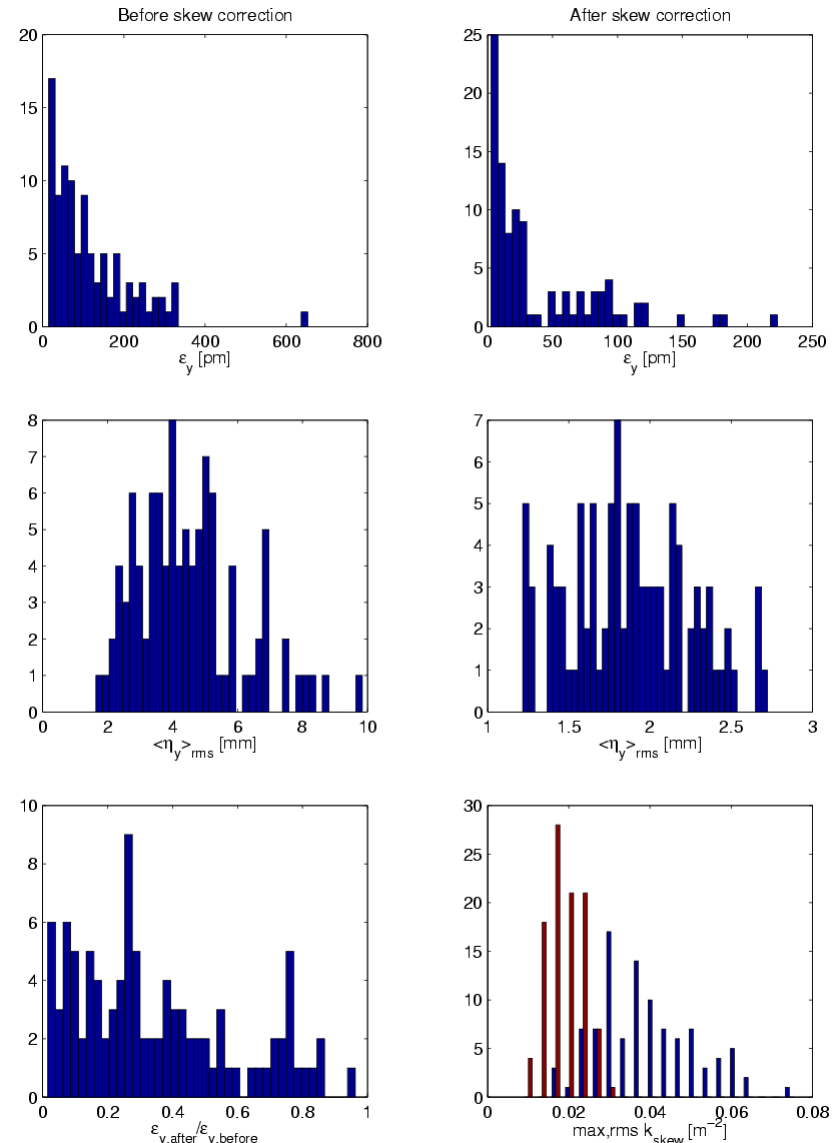 Before skew correction
After skew correction
20
15
10
5
0
0 200 400 600 800
ε_y [pm]
25
20
15
10
5
0
0 50 100 150 200 250
ε_y [pm]
8
7
6
5
4
3
2
1
0
0 2 4 6 8 10
<η_y>_rms [mm]
7
6
5
4
3
2
1
0
1 1.5 2 2.5 3
<η_y>_rms [mm]
10
8
6
4
2
0
0 0.2 0.4 0.6 0.8 1
ε_y,after/ε_y,before
30
25
20
15
10
5
0
0 0.02 0.04 0.06 0.08
max,rms k_skew [m⁻²]